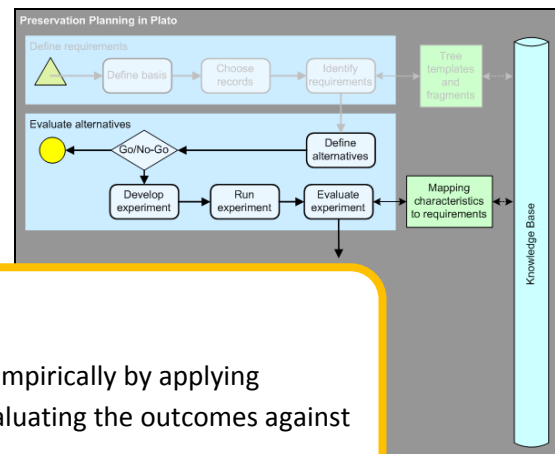 Preservation Planning in Plato
Define requirements
Define basis
Choose
records
Identify
requirements
Tree
templates
and
fragments
Evaluate alternatives
Go/No-Go
Define
alternatives
Develop
experiment
Run
experiment
Evaluate
experiment
Mapping
characteristics
to requirements
Knowledge Base
mpirically by applying
aluating the outcomes against